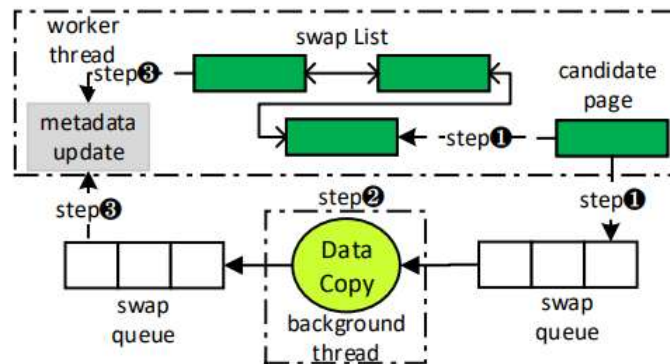 worker
thread
swap List
step❸
candidate
page
metadata
update
step❶
step❶
step❸
step❷
Data
Copy
background
thread
swap
queue
swap
queue